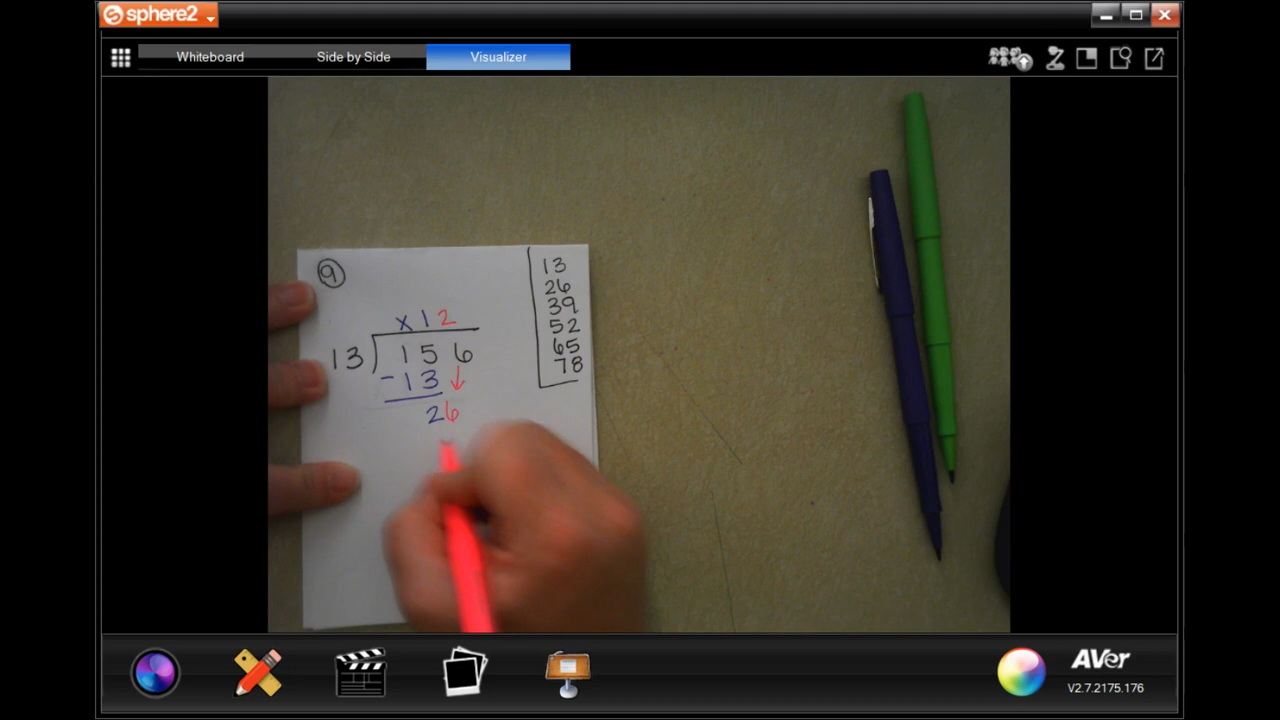 sphere2
Whiteboard Side by Side Visualizer
9
13
26
39
52
65
78
x12
13 156
-13
26
AVer
V2.7.2175.176